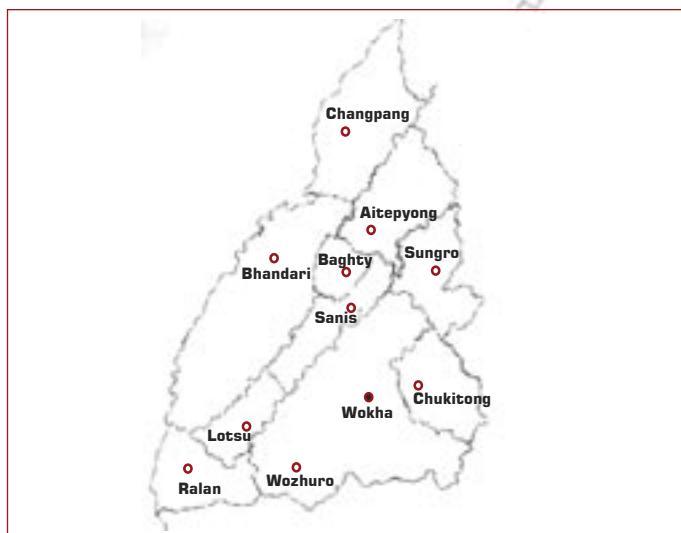 Changpang
Aitepyong
Sungro
Baghty
Bhandari
Sanis
Chukitong
Wokha
Lotsu
Wozhuro
Ralan